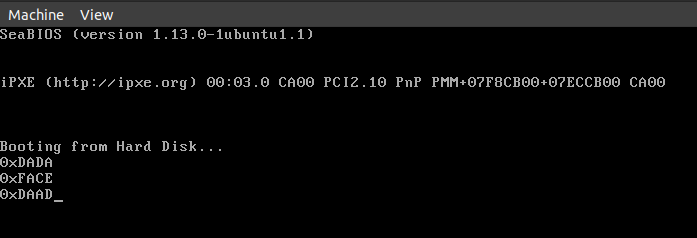 Machine View
SeaBIOS (version 1.13.0-1ubuntu1.1)
iPXE (http://ipxe.org) 00:03.0 CA00 PCI2.10 PnP PMM+07F8CB00+07ECCB00 CA00
Booting from Hard Disk...
0xDADA
0xFACE
0xDAAD_